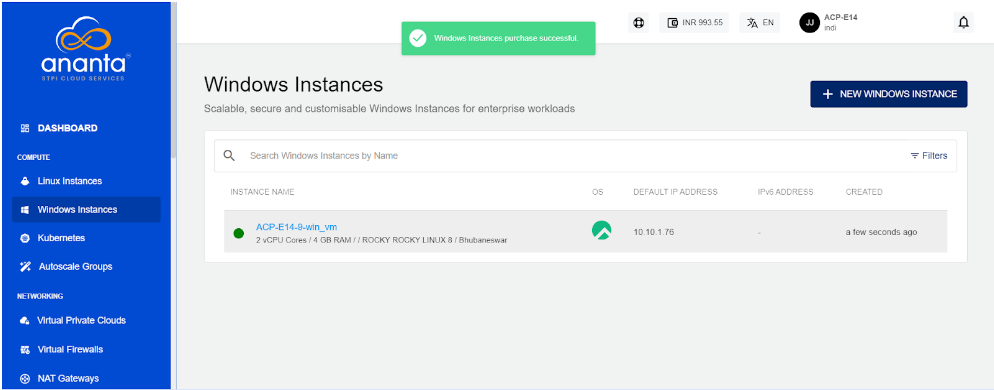 ananta
STPI CLOUD SERVICES
DASHBOARD
COMPUTE
Linux Instances
Windows Instances
Kubernetes
Autoscale Groups
NETWORKING
Virtual Private Clouds
Virtual Firewalls
NAT Gateways
Windows Instances purchase successful.
INR 993.55
EN
JJ
ACP-E14
indi
Windows Instances
Scalable, secure and customisable Windows Instances for enterprise workloads
NEW WINDOWS INSTANCE
Search Windows Instances by Name
Filters
INSTANCE NAME OS DEFAULT IP ADDRESS IPv6 ADDRESS CREATED
ACP-E14-9-win_vm
2 vCPU Cores / 4 GB RAM / / ROCKY ROCKY LINUX 8 / Bhubaneswar
10.10.1.76 - a few seconds ago